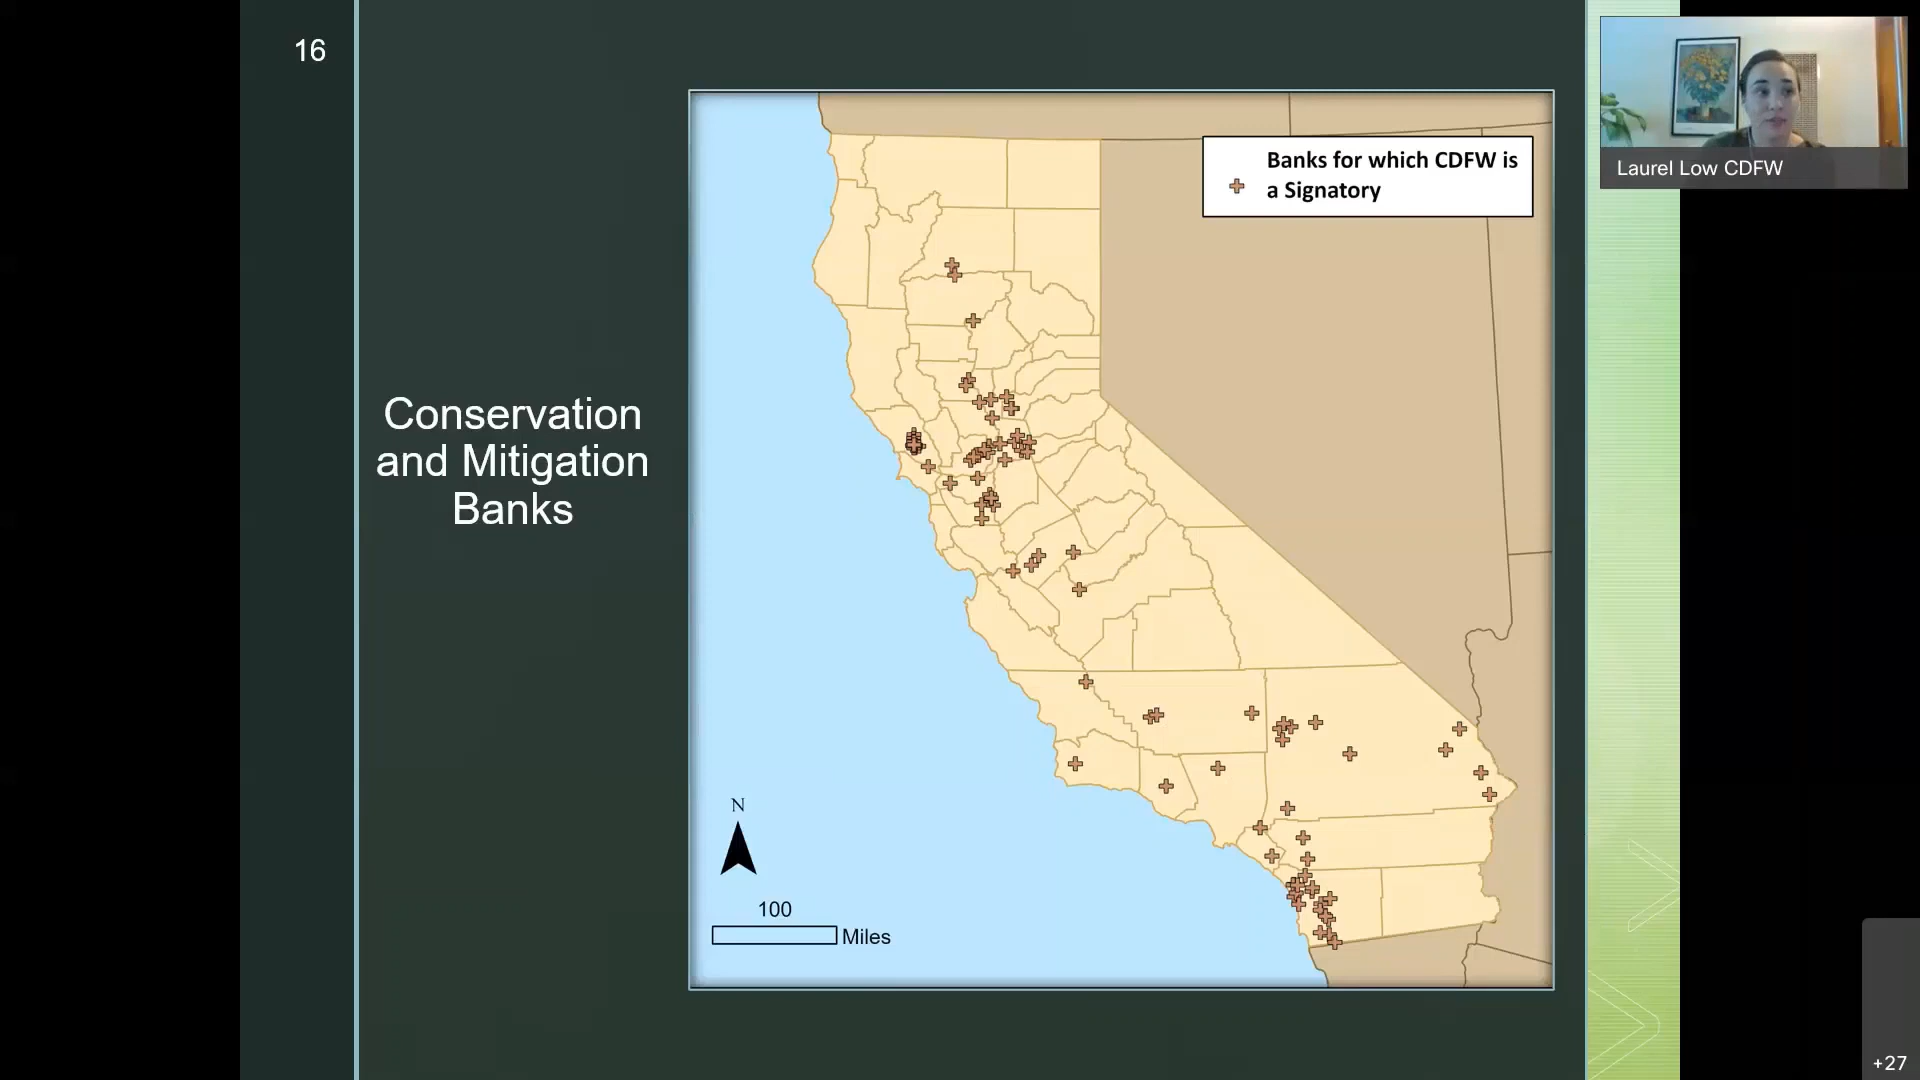 16
Conservation
and Mitigation
Banks
Banks for which CDFW is
a Signatory
N
100
Miles
Laurel Low CDFW
+27